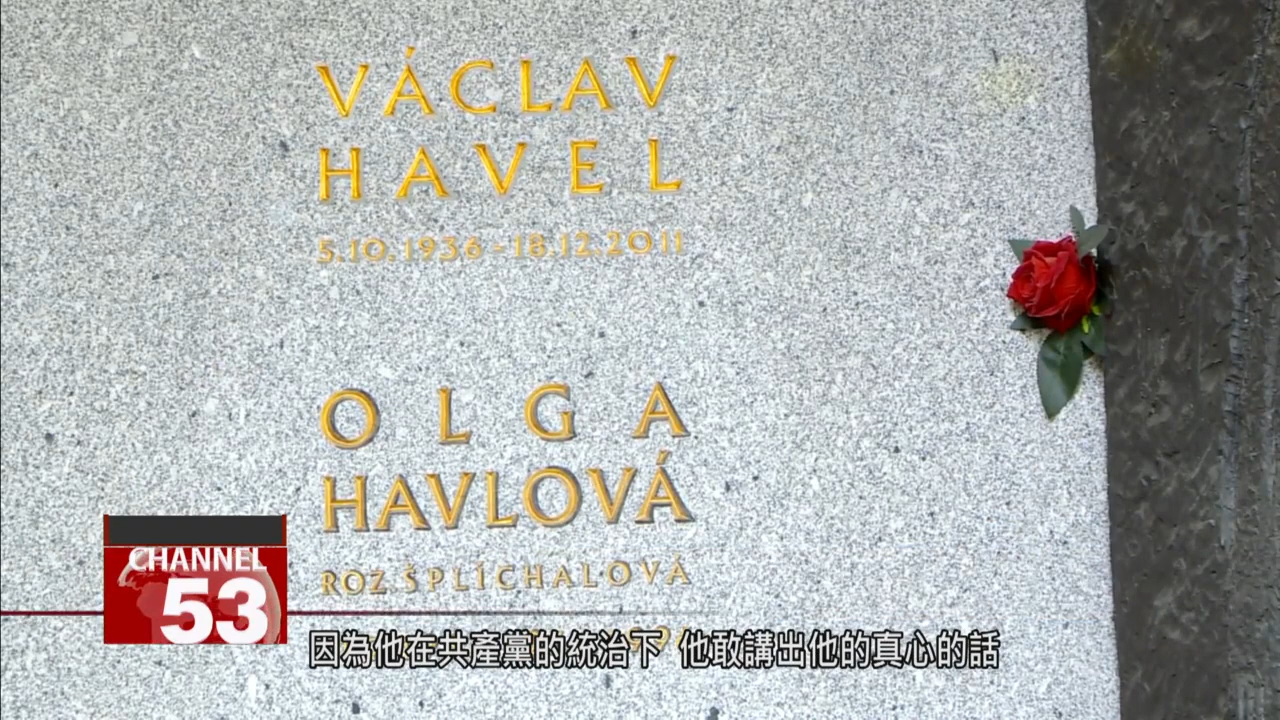 VÁCLAV
HAVEL
5.10.1936 - 18.12.2011
OLGA
HAVLOVÁ
ROZ ŠPLÍCHALOVÁ
CHANNEL
53
因為他在共產黨的統治下 他敢講出他的真心的話